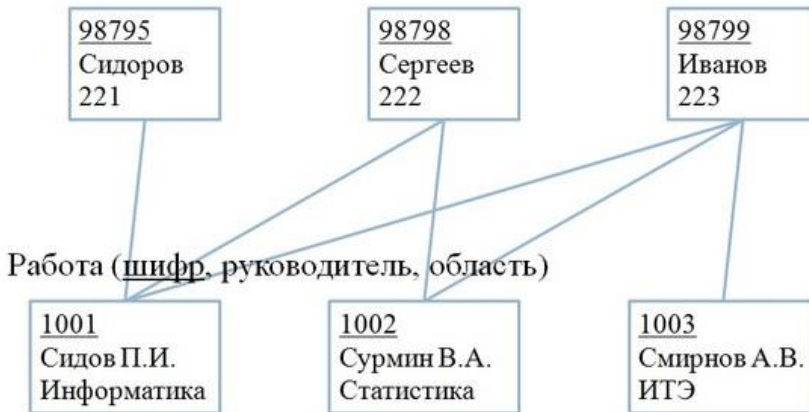 98795
Сидоров
221
98798
Сергеев
222
98799
Иванов
223
Работа (шифр, руководитель, область)
1001
Сидов П.И.
Информатика
1002
Сурмин В.А.
Статистика
1003
Смирнов А.В.
ИТЭ